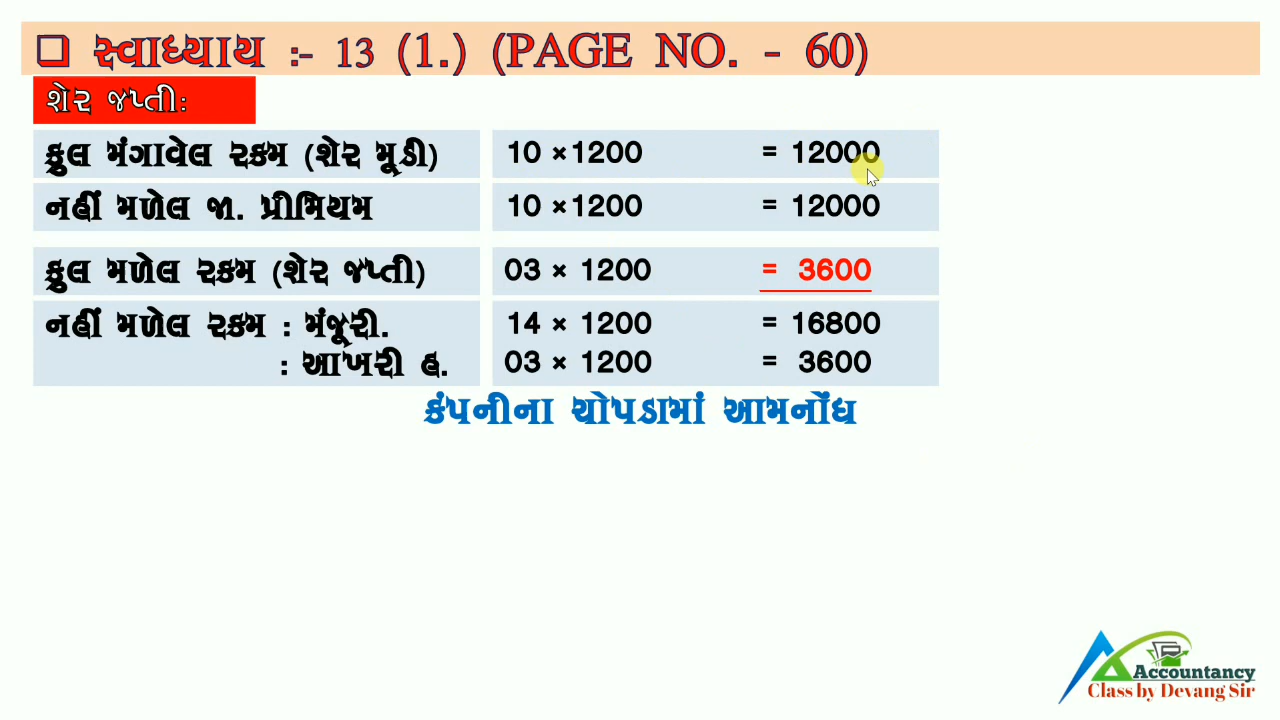 ❑ સ્વાધ્યાય :- 13 (1.) (PAGE NO. - 60)
શેર જપ્તી:
કુલ મંગાવેલ રકમ (શેર મૂડી) 10 ×1200 = 12000
નહીં મળેલ જા. પ્રીમિયમ 10 ×1200 = 12000
કુલ મળેલ રકમ (શેર જપ્તી) 03 × 1200 = 3600
નહીં મળેલ રકમ : મંજૂરી. 14 × 1200 = 16800
: આખરી હ. 03 × 1200 = 3600
કંપનીના ચોપડામાં આમનોંધ
Accountancy
Class by Devang Sir